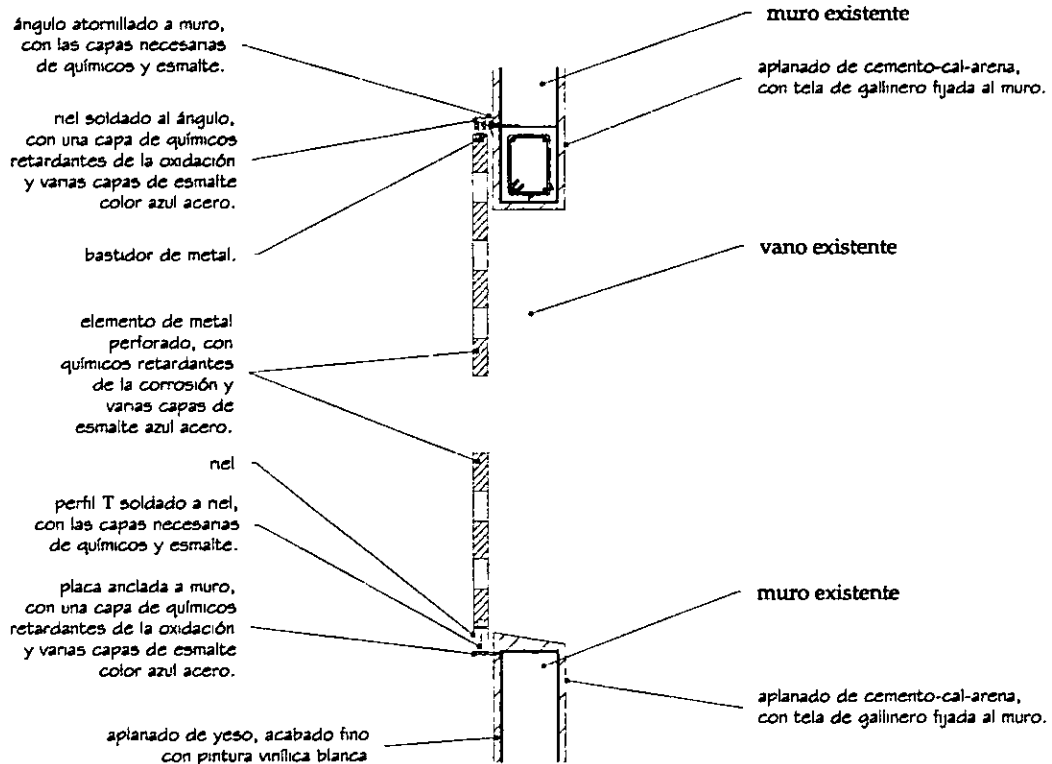 ángulo atornillado a muro,
con las capas necesarias
de químicos y esmalte.
riel soldado al ángulo,
con una capa de químicos
retardantes de la oxidación
y varias capas de esmalte
color azul acero.
bastidor de metal.
elemento de metal
perforado, con
químicos retardantes
de la corrosión y
varias capas de
esmalte azul acero.
riel
perfil T soldado a riel,
con las capas necesarias
de químicos y esmalte.
placa anclada a muro,
con una capa de químicos
retardantes de la oxidación
y varias capas de esmalte
color azul acero.
aplanado de yeso, acabado fino
con pintura vinílica blanca
muro existente
aplanado de cemento-cal-arena,
con tela de gallinero fijada al muro.
vano existente
muro existente
aplanado de cemento-cal-arena,
con tela de gallinero fijada al muro.